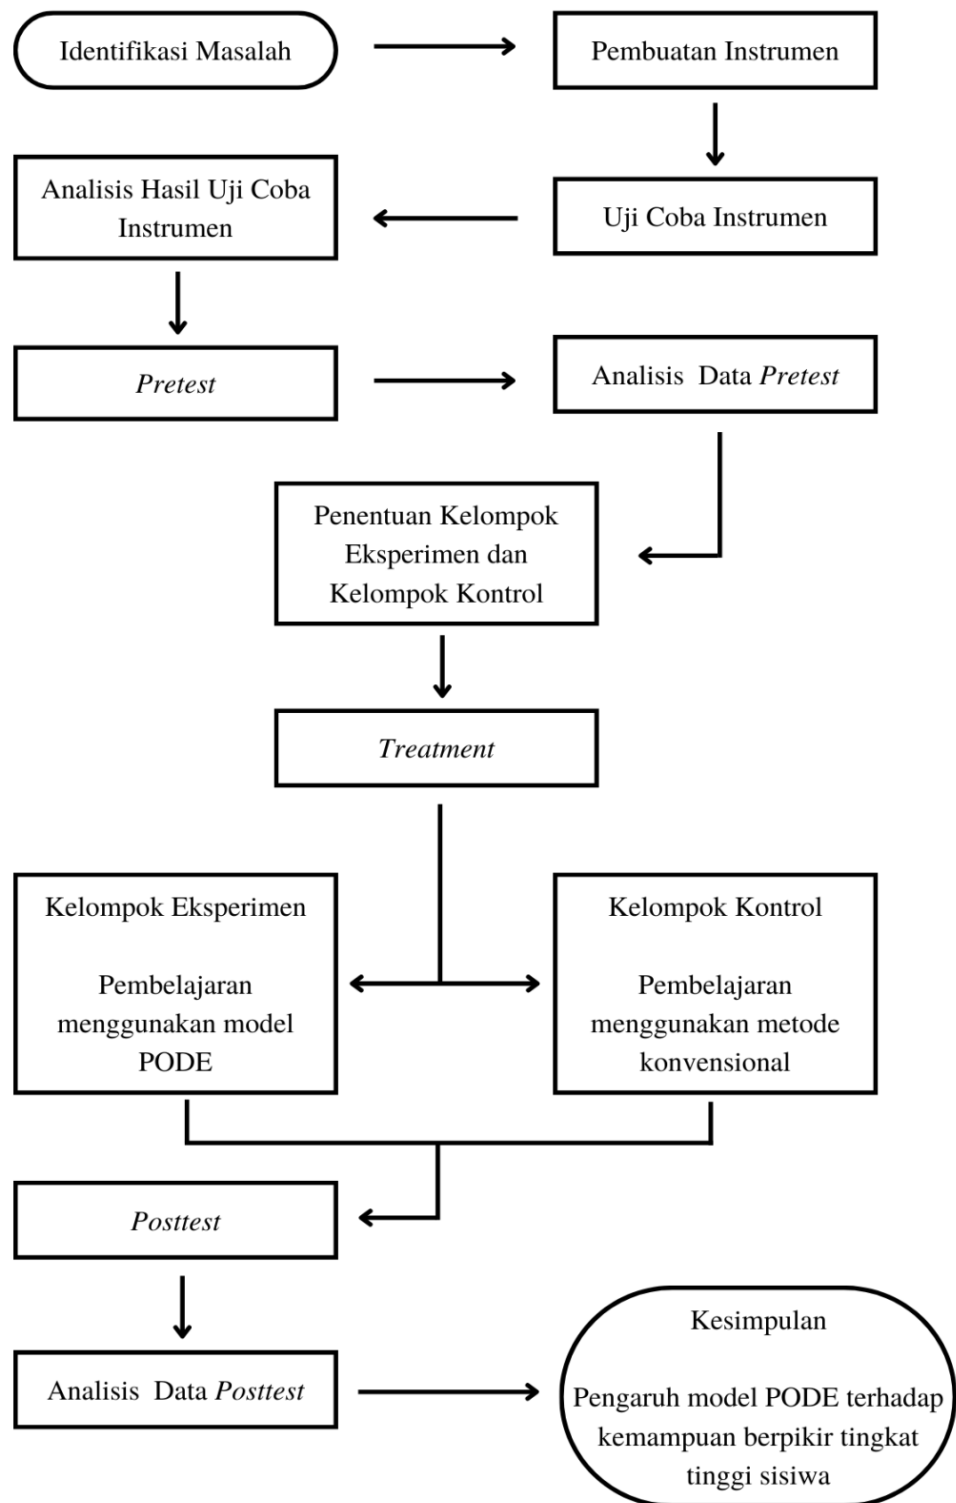 Identifikasi Masalah
Pembuatan Instrumen
Uji Coba Instrumen
Analisis Hasil Uji Coba
Instrumen
Pretest
Analisis Data Pretest
Penentuan Kelompok
Eksperimen dan
Kelompok Kontrol
Treatment
Kelompok Eksperimen
Pembelajaran
menggunakan model
PODE
Kelompok Kontrol
Pembelajaran
menggunakan metode
konvensional
Posttest
Analisis Data Posttest
Kesimpulan
Pengaruh model PODE terhadap
kemampuan berpikir tingkat
tinggi sisiwa